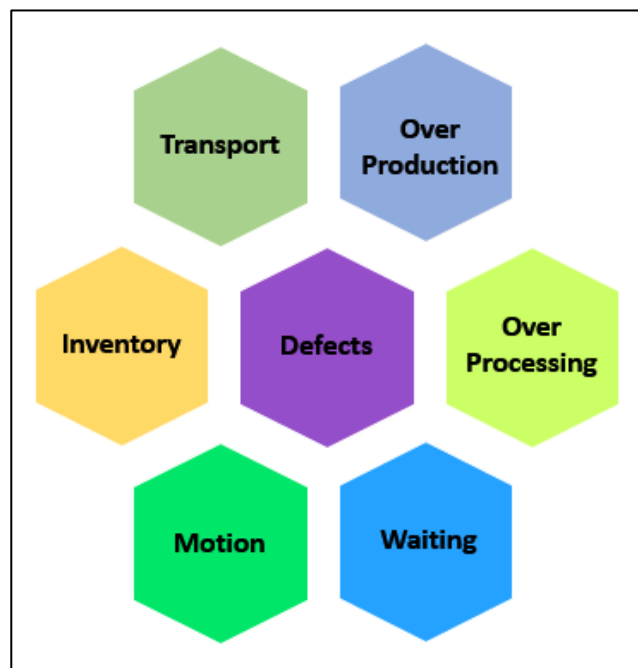 Transport
Over
Production
Inventory
Defects
Over
Processing
Motion
Waiting